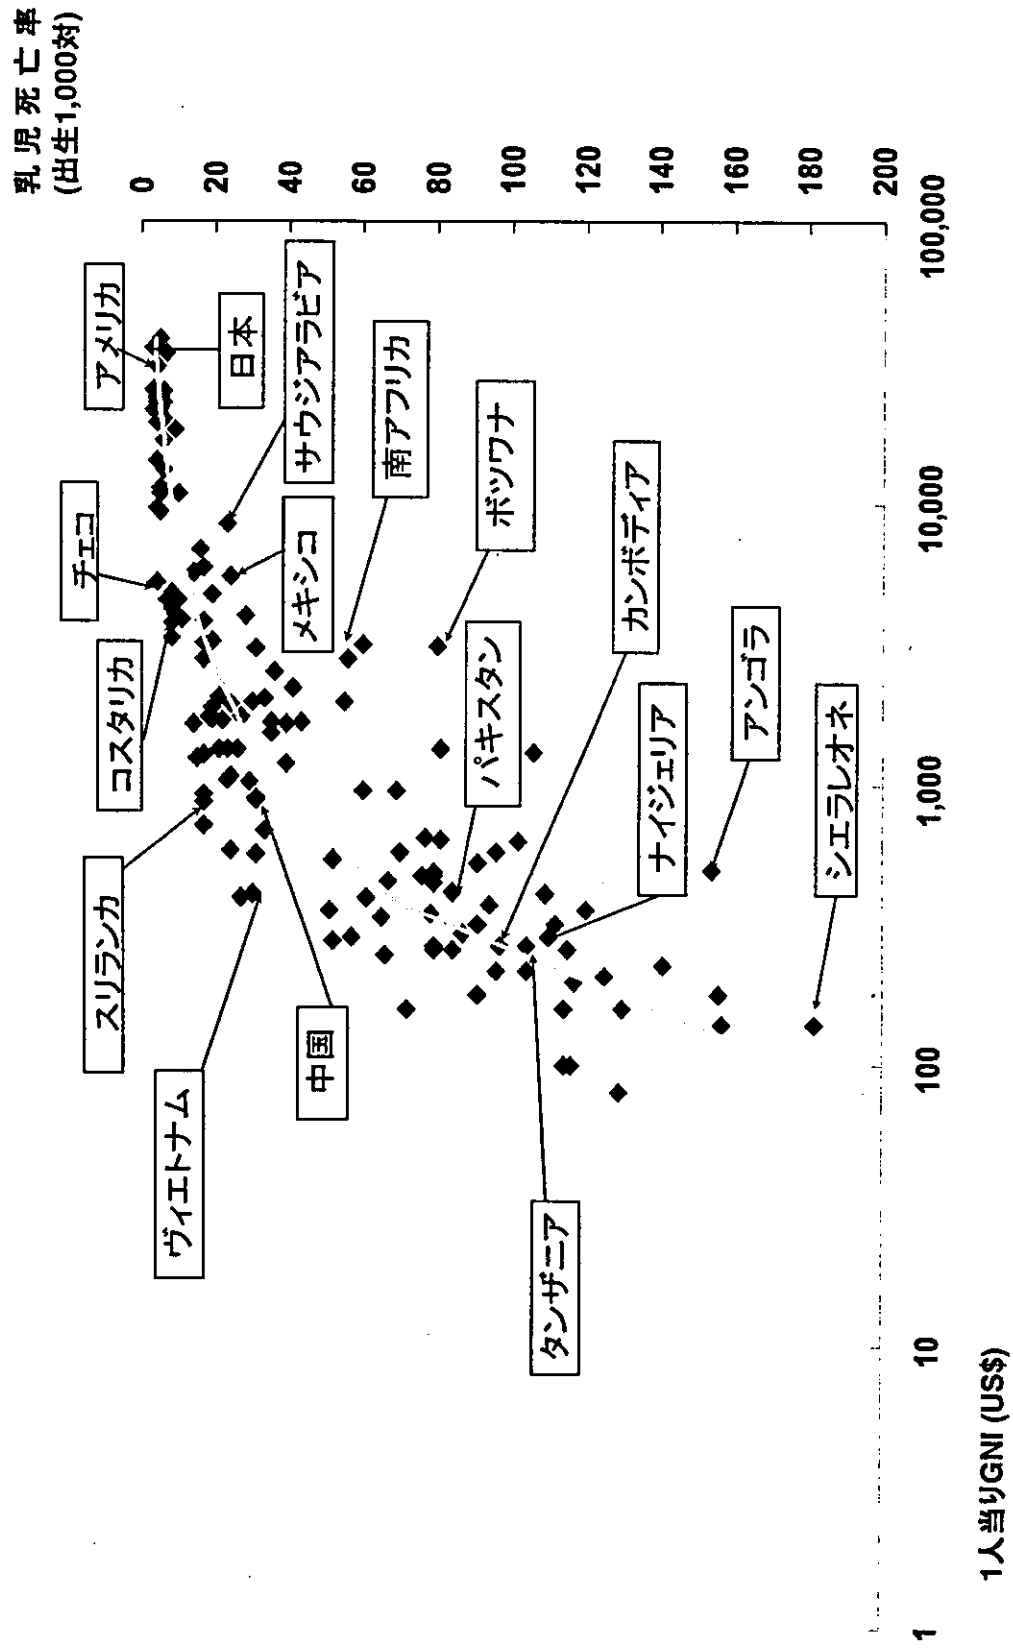 乳児死亡率
(出生1,000対)
0
20
40
60
80
100
120
140
160
180
200
100,000
10,000
1,000
100
10
1
1人当りGNI (US$)
アメリカ
日本
サウジアラビア
チェコ
メキシコ
南アフリカ
ボツワナ
コスタリカ
カンボディア
パキスタン
スリランカ
ナイジェリア
アンゴラ
シエラレオネ
ヴィエトナム
中国
タンザニア